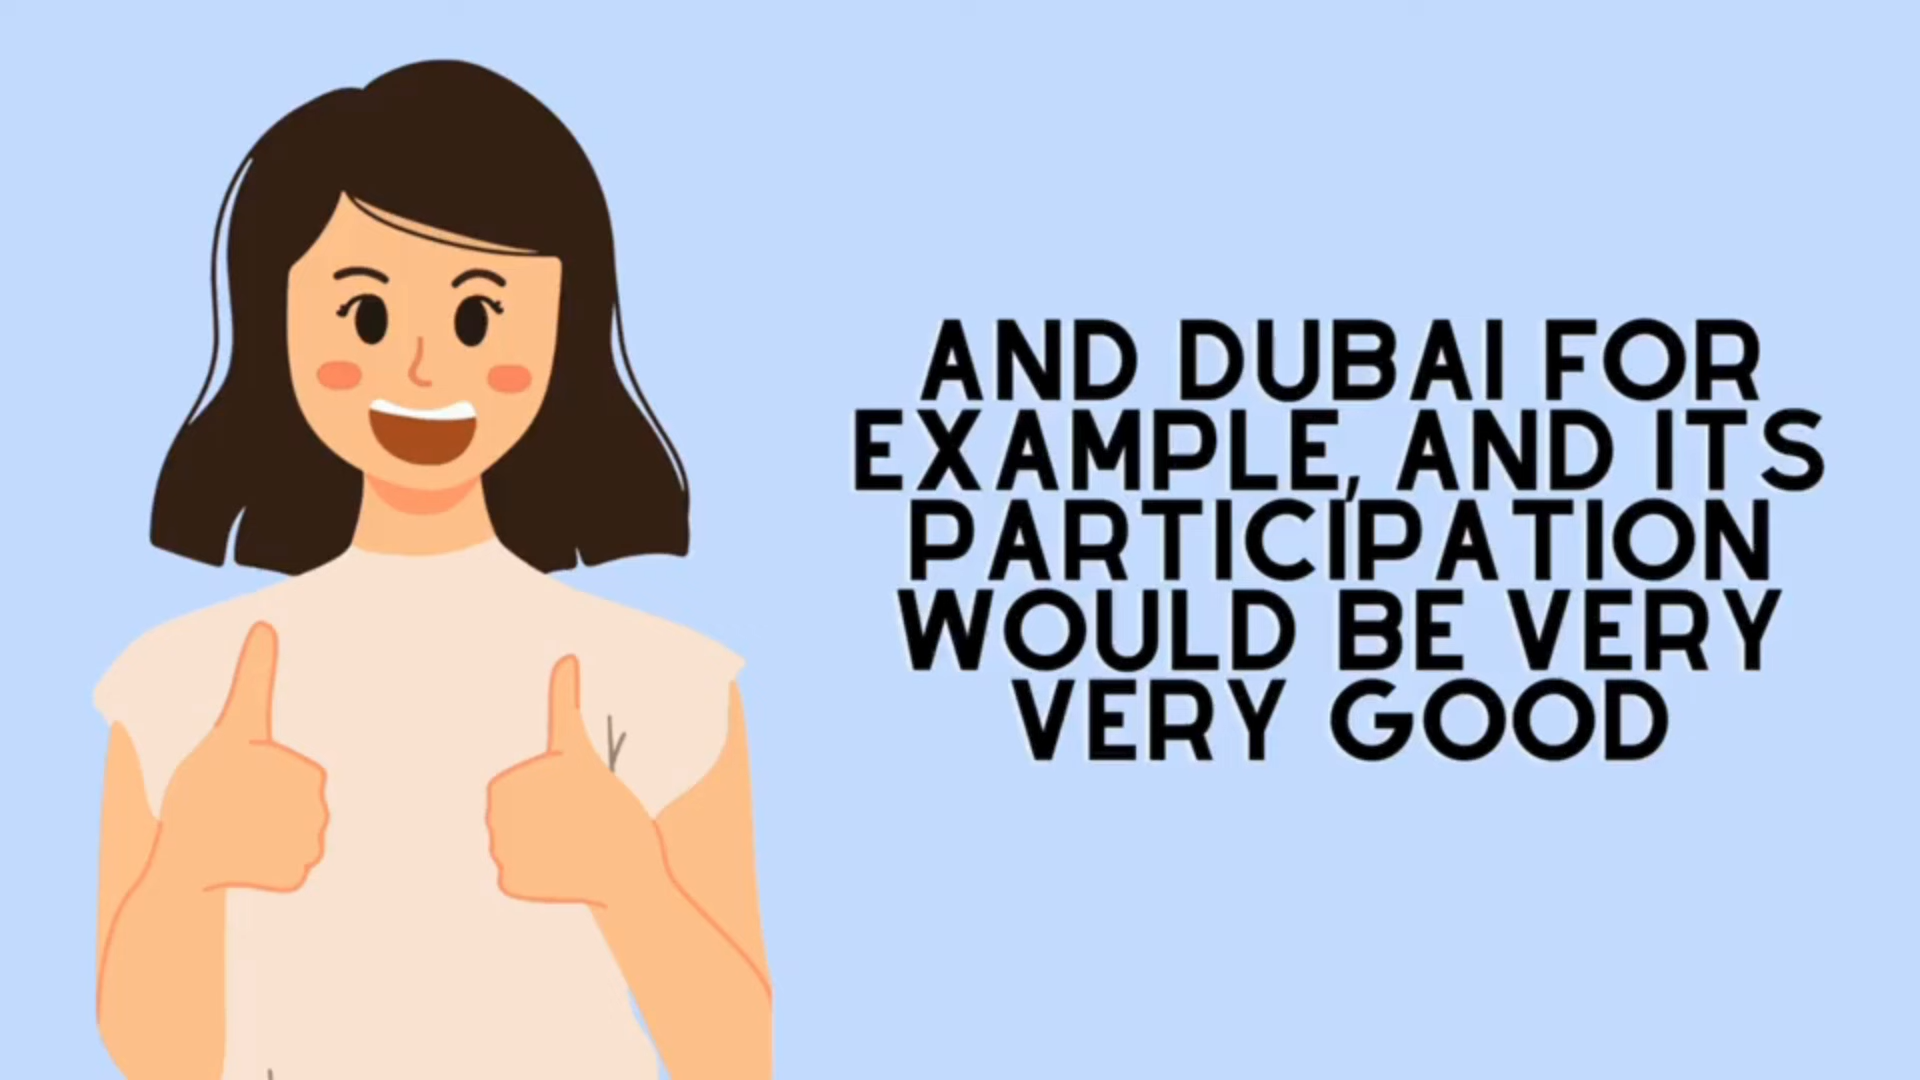 AND DUBAI FOR
EXAMPLE, AND ITS
PARTICIPATION
WOULD BE VERY
VERY GOOD